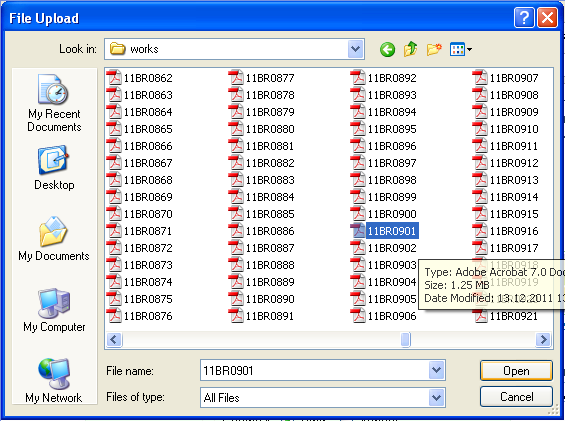 File Upload
Look in:
works
My Recent
Documents
Desktop
My Documents
My Computer
My Network
11BR0862
11BR0863
11BR0864
11BR0865
11BR0866
11BR0867
11BR0868
11BR0869
11BR0870
11BR0871
11BR0872
11BR0873
11BR0874
11BR0875
11BR0876
11BR0877
11BR0878
11BR0879
11BR0880
11BR0881
11BR0882
11BR0883
11BR0884
11BR0885
11BR0886
11BR0887
11BR0888
11BR0889
11BR0890
11BR0891
11BR0892
11BR0893
11BR0894
11BR0895
11BR0896
11BR0897
11BR0898
11BR0899
11BR0900
11BR0901
11BR0902
11BR0903
11BR0904
11BR0905
11BR0906
11BR0907
11BR0908
11BR0909
11BR0910
11BR0911
11BR0912
11BR0913
11BR0914
11BR0915
11BR0916
11BR0917
11BR0918
11BR0919
11BR0921
Type: Adobe Acrobat 7.0 Doc
Size: 1.25 MB
Date Modified: 13.12.2011 13
File name:
11BR0901
Open
Files of type:
All Files
Cancel